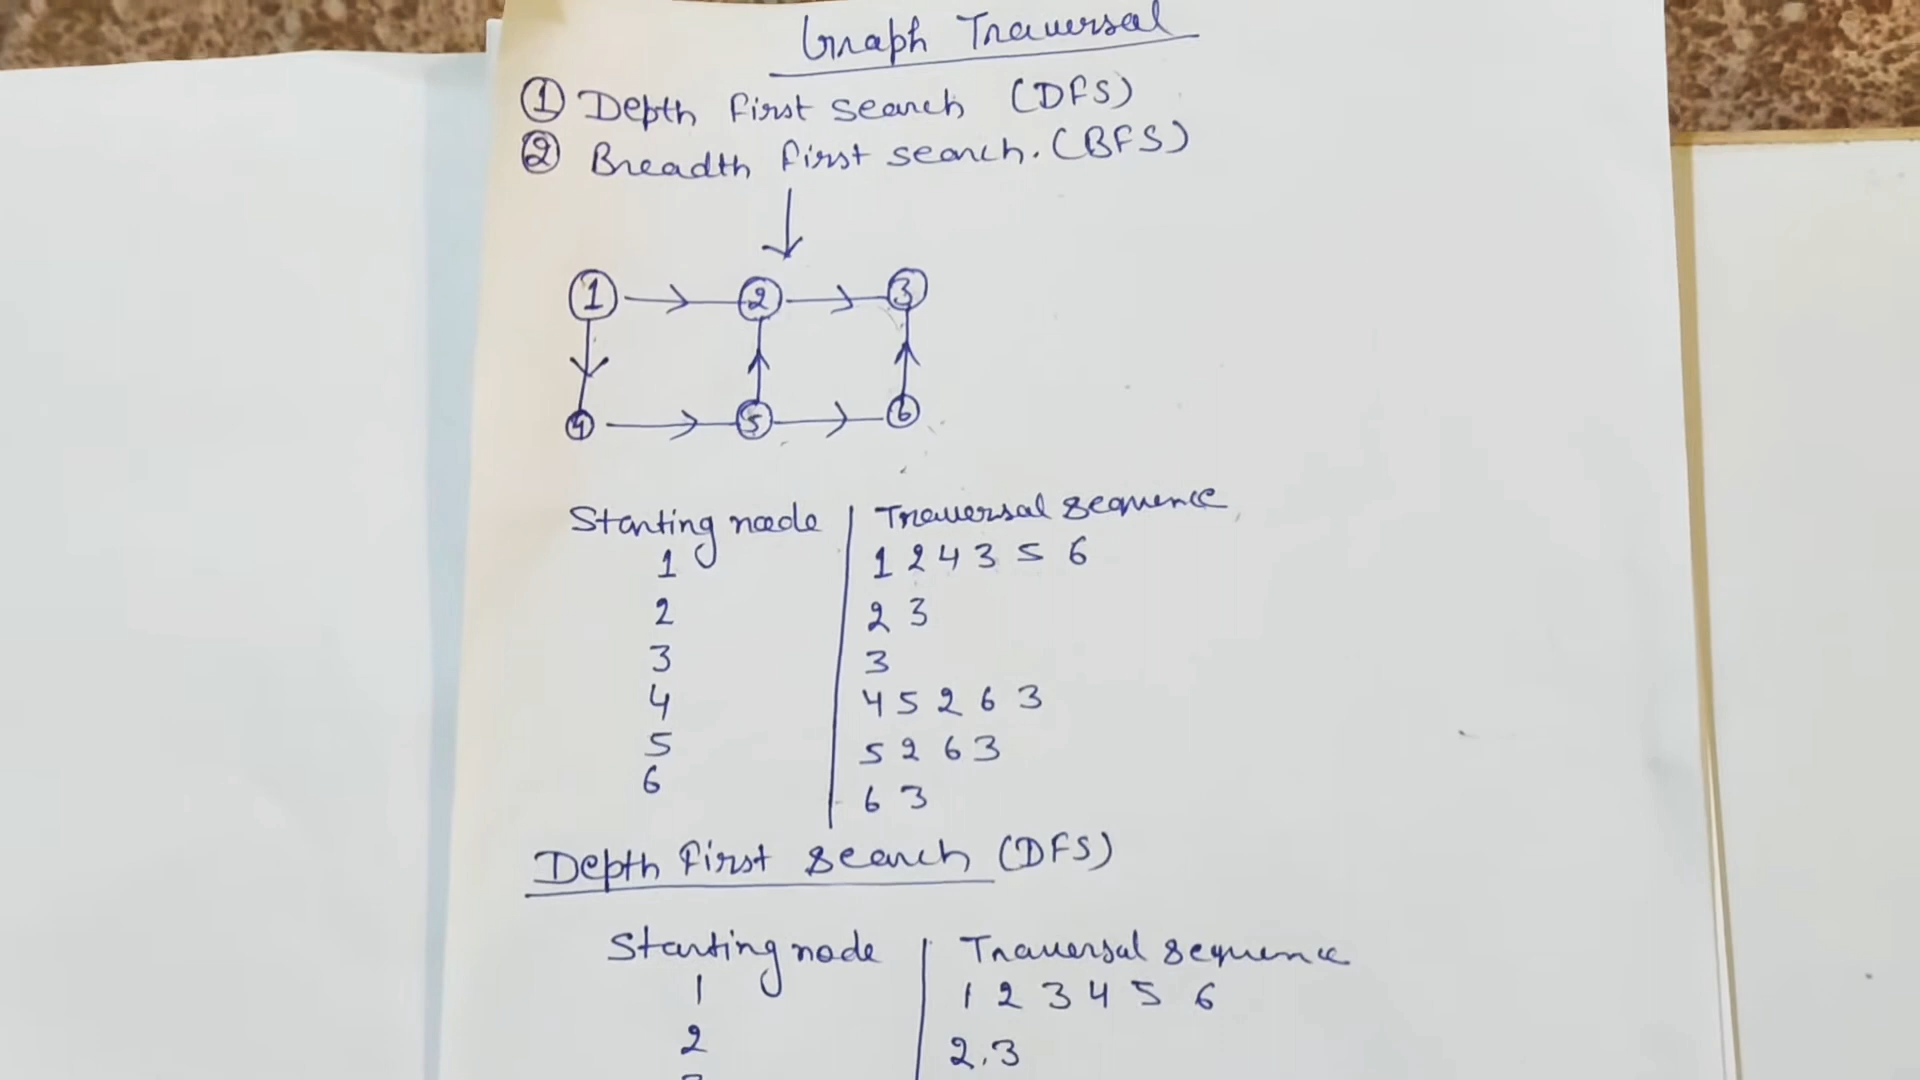 Graph Traversal
① Depth first search (DFS)
② Breadth first search. (BFS)
1 2 3
4 5 6
Starting node | Traversal sequence
1 1 2 4 3 5 6
2 2 3
3 3
4 4 5 2 6 3
5 5 2 6 3
6 6 3
Depth first search (DFS)
Starting node | Traversal sequence
1 1 2 3 4 5 6
2 2.3